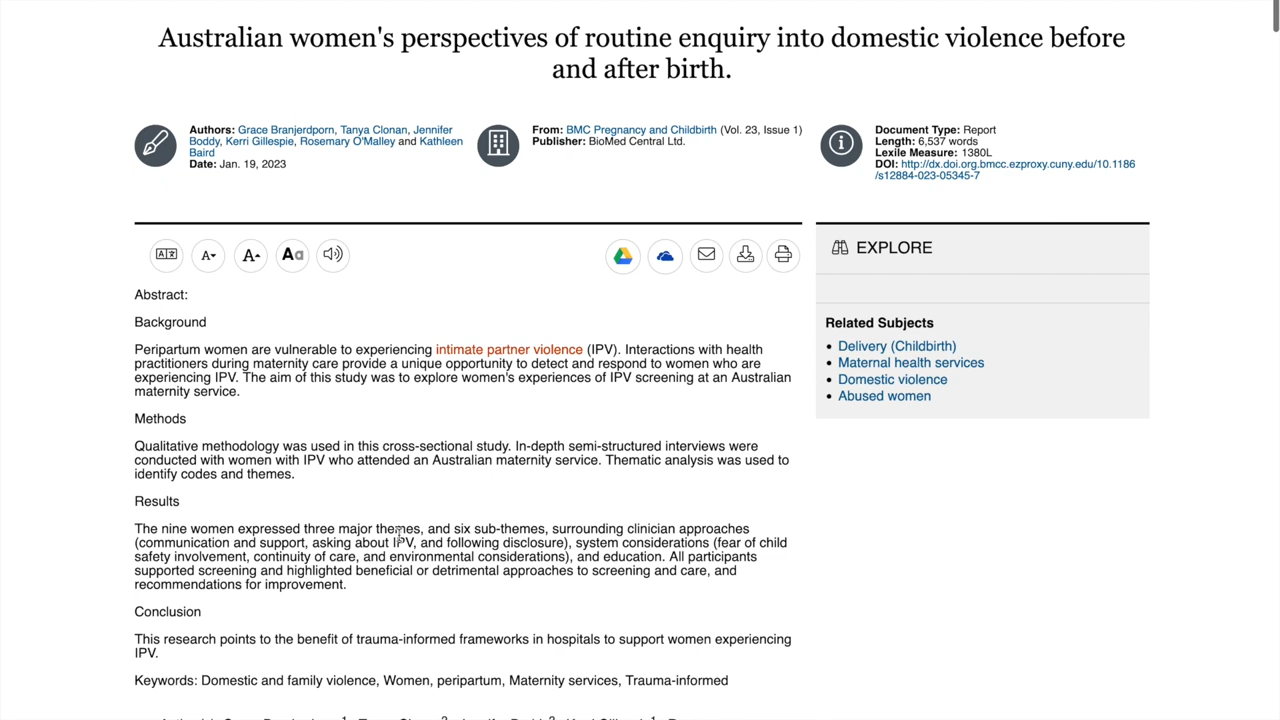 Australian women's perspectives of routine enquiry into domestic violence before
and after birth.
Authors: Grace Branjerdporn, Tanya Clonan, Jennifer
Boddy, Kerri Gillespie, Rosemary O'Malley and Kathleen
Baird
Date: Jan. 19, 2023
From: BMC Pregnancy and Childbirth (Vol. 23, Issue 1)
Publisher: BioMed Central Ltd.
Document Type: Report
Length: 6,537 words
Lexile Measure: 1380L
DOI: http://dx.doi.org.bmcc.ezproxy.cuny.edu/10.1186
/s12884-023-05345-7
A
A
Aa
EXPLORE
Related Subjects
• Delivery (Childbirth)
• Maternal health services
• Domestic violence
• Abused women
Abstract:
Background
Peripartum women are vulnerable to experiencing intimate partner violence (IPV). Interactions with health
practitioners during maternity care provide a unique opportunity to detect and respond to women who are
experiencing IPV. The aim of this study was to explore women's experiences of IPV screening at an Australian
maternity service.
Methods
Qualitative methodology was used in this cross-sectional study. In-depth semi-structured interviews were
conducted with women with IPV who attended an Australian maternity service. Thematic analysis was used to
identify codes and themes.
Results
The nine women expressed three major themes, and six sub-themes, surrounding clinician approaches
(communication and support, asking about IPV, and following disclosure), system considerations (fear of child
safety involvement, continuity of care, and environmental considerations), and education. All participants
supported screening and highlighted beneficial or detrimental approaches to screening and care, and
recommendations for improvement.
Conclusion
This research points to the benefit of trauma-informed frameworks in hospitals to support women experiencing
IPV.
Keywords: Domestic and family violence, Women, peripartum, Maternity services, Trauma-informed